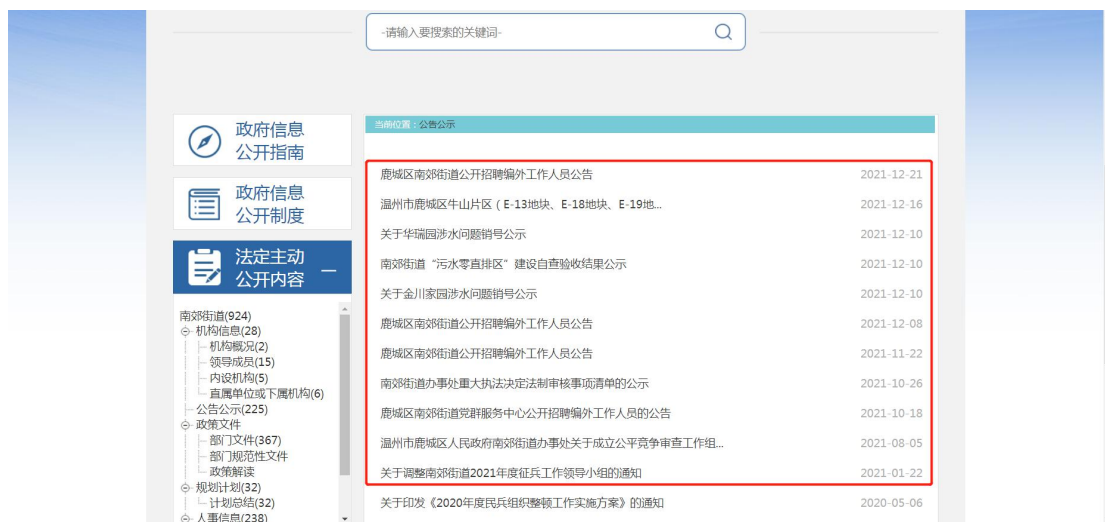 -请输入要搜索的关键词-
政府信息
公开指南
政府信息
公开制度
法定主动
公开内容
南郊街道(924)
机构信息(28)
机构概况(2)
领导成员(15)
内设机构(5)
直属单位或下属机构(6)
公告公示(225)
政策文件
部门文件(367)
部门规范性文件
政策解读
规划计划(32)
计划总结(32)
人事信息(238)
当前位置：公告公示
鹿城区南郊街道公开招聘编外工作人员公告 2021-12-21
温州市鹿城区牛山片区（E-13地块、E-18地块、E-19地... 2021-12-16
关于华瑞园涉水问题销号公示 2021-12-10
南郊街道“污水零直排区”建设自查验收结果公示 2021-12-10
关于金川家园涉水问题销号公示 2021-12-10
鹿城区南郊街道公开招聘编外工作人员公告 2021-12-08
鹿城区南郊街道公开招聘编外工作人员公告 2021-11-22
南郊街道办事处重大执法决定法制审核事项清单的公示 2021-10-26
鹿城区南郊街道党群服务中心公开招聘编外工作人员的公告 2021-10-18
温州市鹿城区人民政府南郊街道办事处关于成立公平竞争审查工作组... 2021-08-05
关于调整南郊街道2021年度征兵工作领导小组的通知 2021-01-22
关于印发《2020年度民兵组织整顿工作实施方案》的通知 2020-05-06